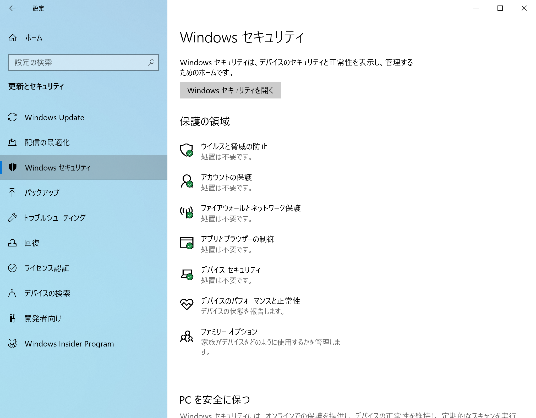 設定
ホーム
設定の検索
更新とセキュリティ
Windows Update
配信の最適化
Windows セキュリティ
バックアップ
トラブルシューティング
回復
ライセンス認証
デバイスの検索
開発者向け
Windows Insider Program
Windows セキュリティ
Windows セキュリティは、デバイスのセキュリティと正常性を表示し、管理する
ためのホームです。
Windows セキュリティを開く
保護の領域
ウイルスと脅威の防止
処置は不要です。
アカウントの保護
処置は不要です。
ファイアウォールとネットワーク保護
処置は不要です。
アプリとブラウザーの制御
処置は不要です。
デバイス セキュリティ
処置は不要です。
デバイスのパフォーマンスと正常性
デバイスの状態を報告します。
ファミリー オプション
家族がデバイスをどのように使用するかを管理しま
す。
PC を安全に保つ
Windows セキュリティには、オンラインでの保護を提供し、デバイスの正常性を維持し、定期的なスキャンを実行